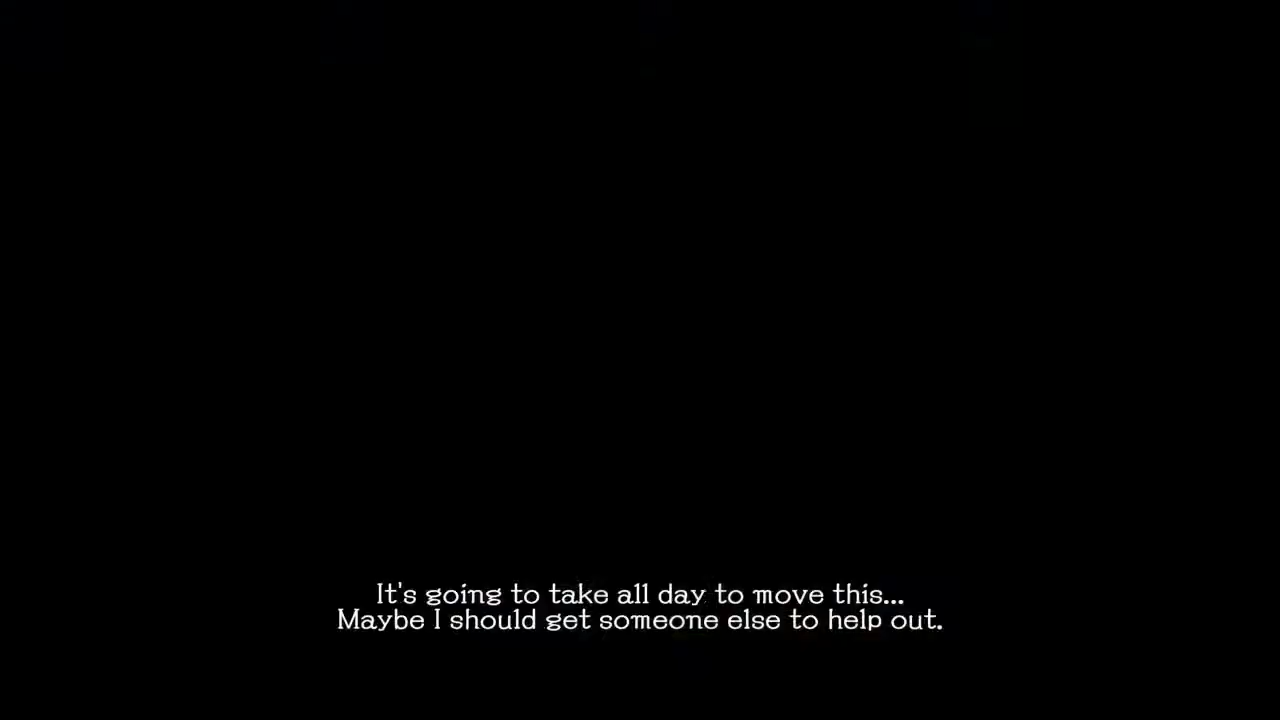 It's going to take all day to move this...
Maybe I should get someone else to help out.